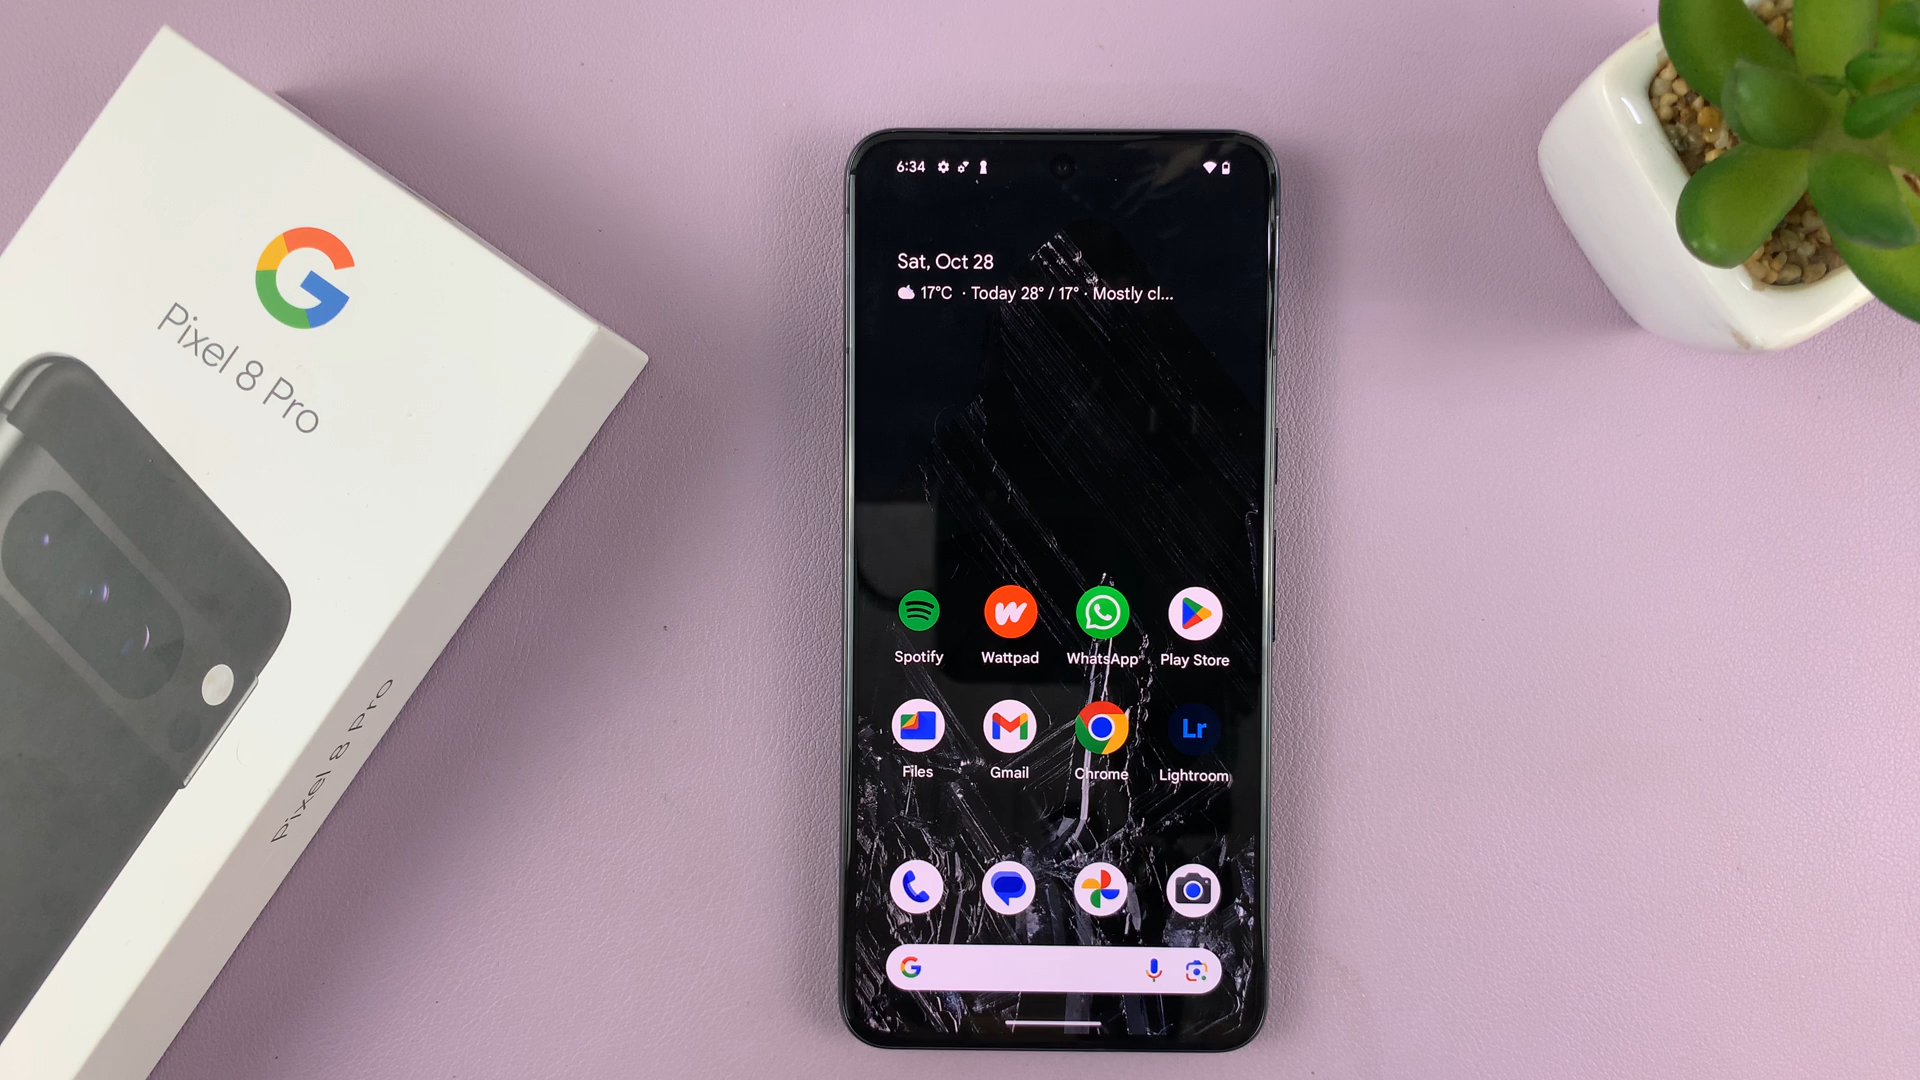 Pixel 8 Pro
Pixel 8 Pro
6:34
Sat, Oct 28
17°C · Today 28° / 17° · Mostly cl...
Spotify
Wattpad
WhatsApp
Play Store
Files
Gmail
Chrome
Lr
Lightroom